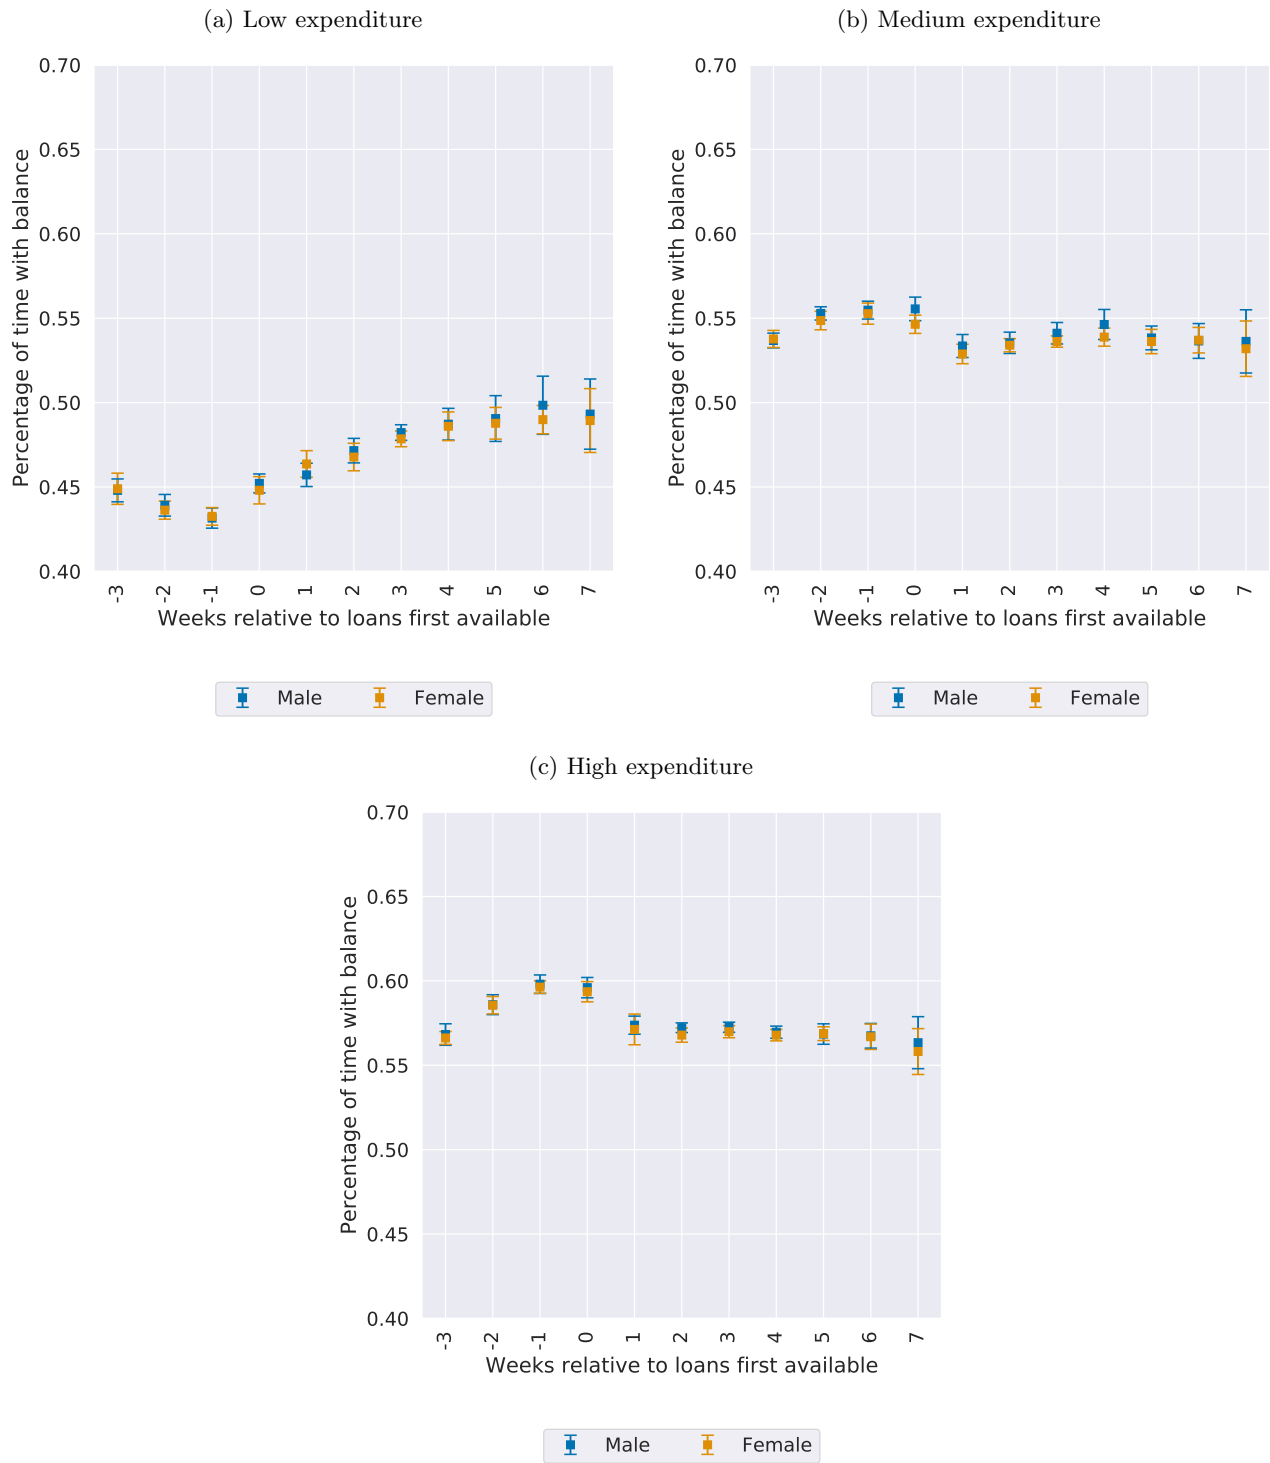 (a) Low expenditure
0.70
0.65
0.60
0.55
0.50
0.45
0.40
Percentage of time with balance
-3 -2 -1 0 1 2 3 4 5 6 7
Weeks relative to loans first available
Male Female
(b) Medium expenditure
0.70
0.65
0.60
0.55
0.50
0.45
0.40
Percentage of time with balance
-3 -2 -1 0 1 2 3 4 5 6 7
Weeks relative to loans first available
Male Female
(c) High expenditure
0.70
0.65
0.60
0.55
0.50
0.45
0.40
Percentage of time with balance
-3 -2 -1 0 1 2 3 4 5 6 7
Weeks relative to loans first available
Male Female